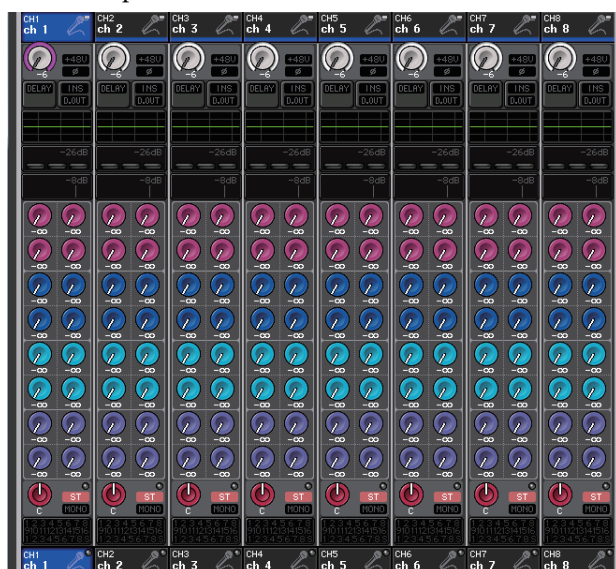 CH1 CH2 CH3 CH4 CH5 CH6 CH7 CH8
ch 1 ch 2 ch 3 ch 4 ch 5 ch 6 ch 7 ch 8
+48V +48V +48V +48V +48V +48V +48V +48V
-6 ø -6 ø -6 ø -6 ø -6 ø -6 ø -6 ø -6 ø
DELAY INS DELAY INS DELAY INS DELAY INS DELAY INS DELAY INS DELAY INS DELAY INS
D.OUT D.OUT D.OUT D.OUT D.OUT D.OUT D.OUT D.OUT
-26dB -26dB -26dB -26dB -26dB -26dB -26dB -26dB
-8dB -8dB -8dB -8dB -8dB -8dB -8dB -8dB
-∞ -∞ -∞ -∞ -∞ -∞ -∞ -∞ -∞ -∞ -∞ -∞ -∞ -∞ -∞ -∞
-∞ -∞ -∞ -∞ -∞ -∞ -∞ -∞ -∞ -∞ -∞ -∞ -∞ -∞ -∞ -∞
-∞ -∞ -∞ -∞ -∞ -∞ -∞ -∞ -∞ -∞ -∞ -∞ -∞ -∞ -∞ -∞
-∞ -∞ -∞ -∞ -∞ -∞ -∞ -∞ -∞ -∞ -∞ -∞ -∞ -∞ -∞ -∞
-∞ -∞ -∞ -∞ -∞ -∞ -∞ -∞ -∞ -∞ -∞ -∞ -∞ -∞ -∞ -∞
-∞ -∞ -∞ -∞ -∞ -∞ -∞ -∞ -∞ -∞ -∞ -∞ -∞ -∞ -∞ -∞
-∞ -∞ -∞ -∞ -∞ -∞ -∞ -∞ -∞ -∞ -∞ -∞ -∞ -∞ -∞ -∞
-∞ -∞ -∞ -∞ -∞ -∞ -∞ -∞ -∞ -∞ -∞ -∞ -∞ -∞ -∞ -∞
ST ST ST ST ST ST ST ST
C MONO C MONO C MONO C MONO C MONO C MONO C MONO C MONO
CH1 CH2 CH3 CH4 CH5 CH6 CH7 CH8
ch 1 ch 2 ch 3 ch 4 ch 5 ch 6 ch 7 ch 8